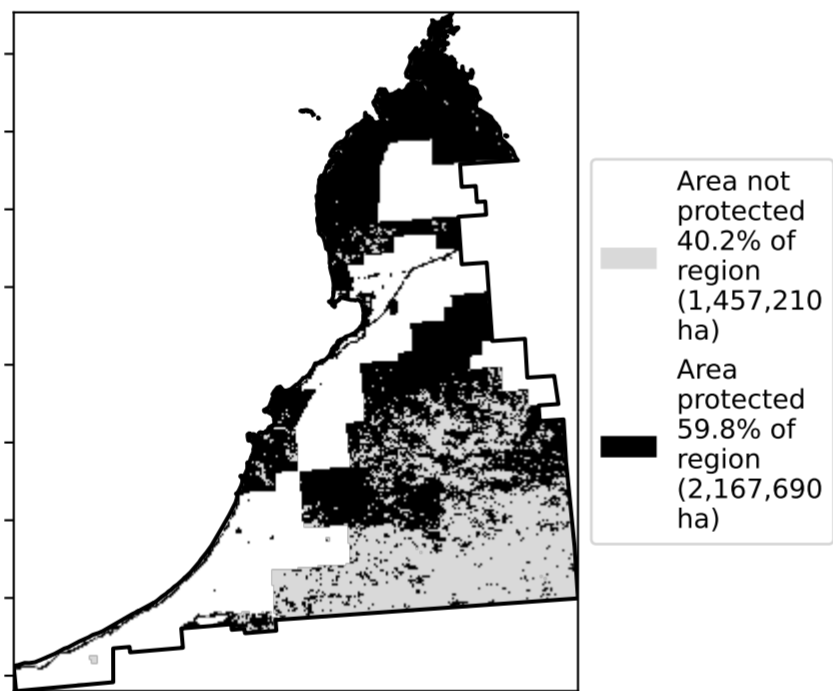 Area not
protected
40.2% of
region
(1,457,210
ha)
Area
protected
59.8% of
region
(2,167,690
ha)